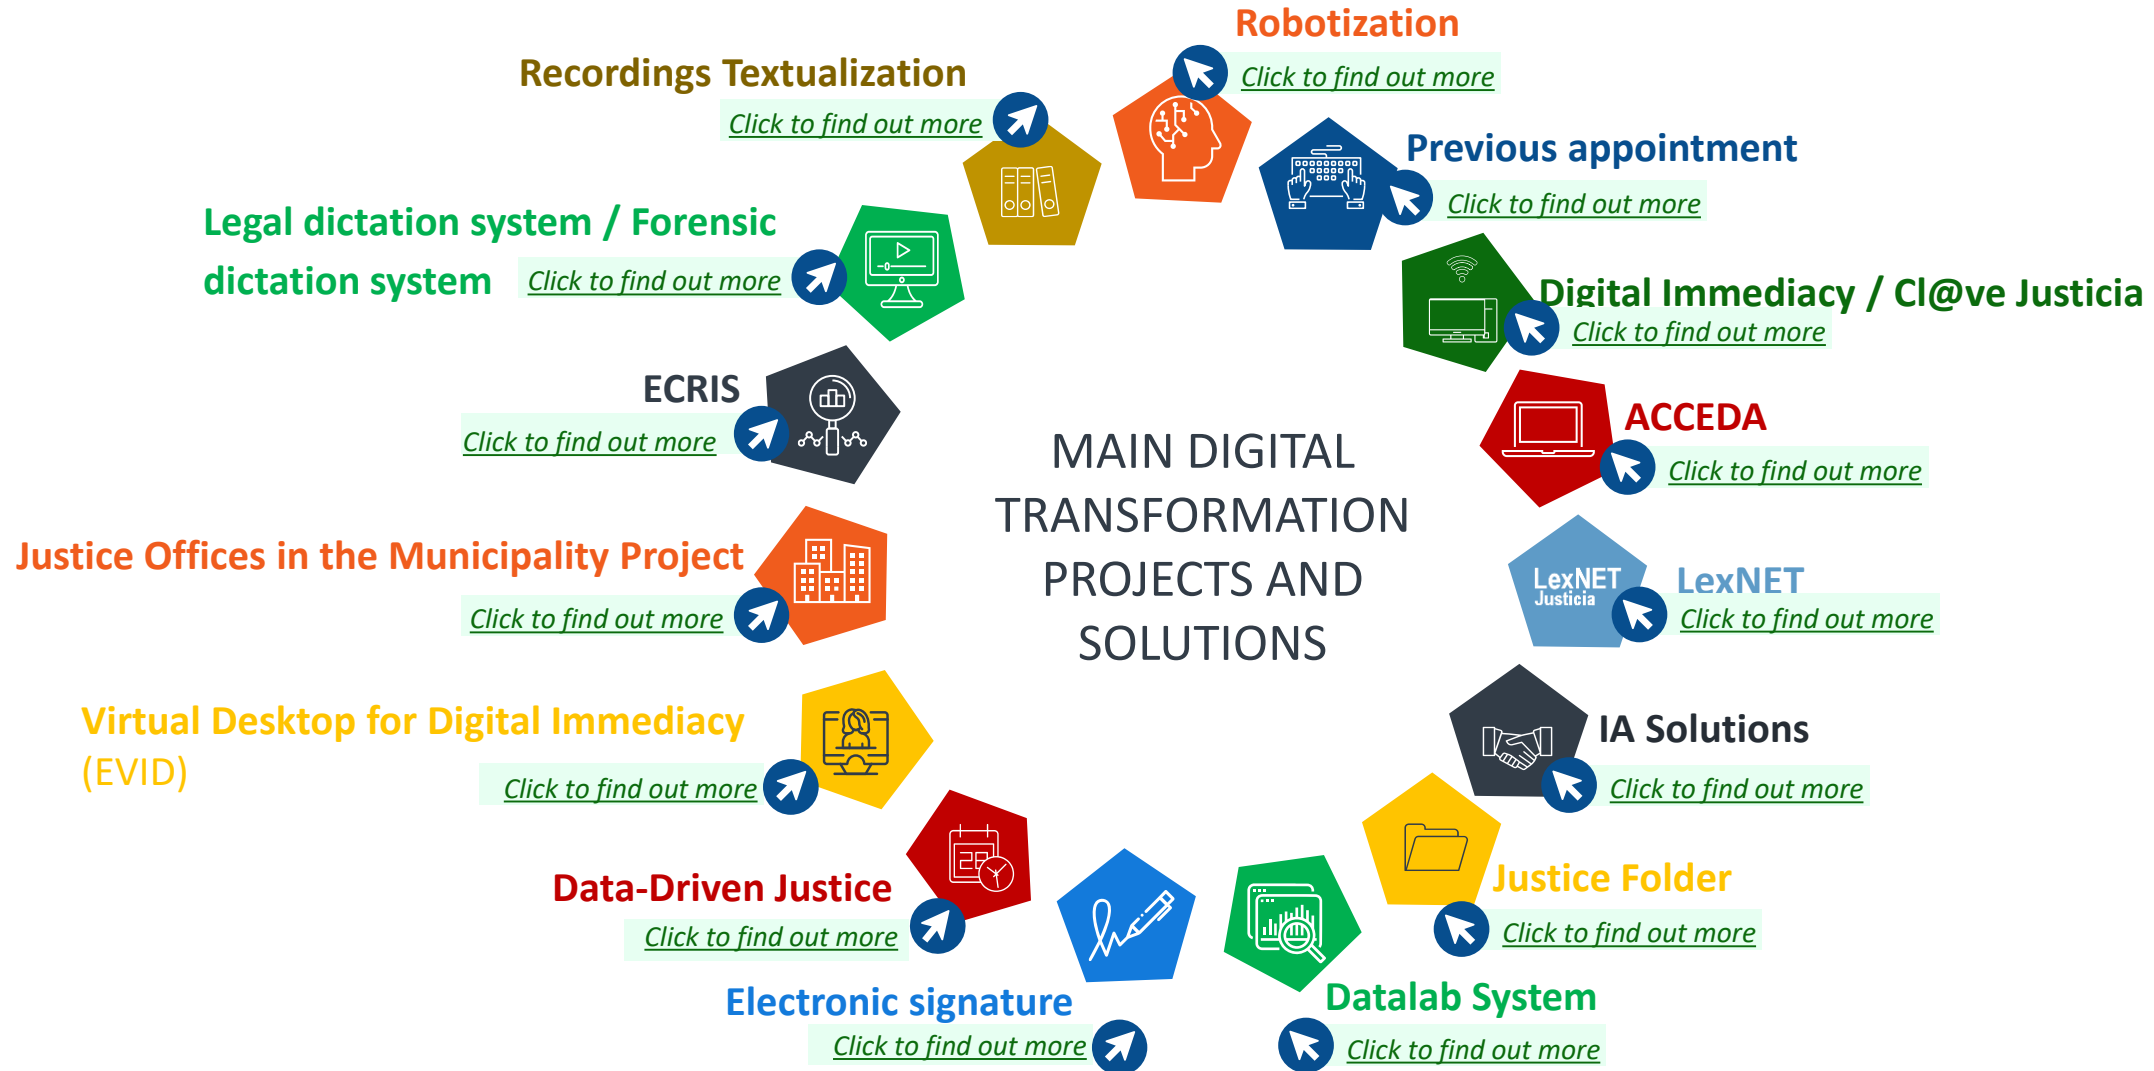 Robotization
Click to find out more
Recordings Textualization
Click to find out more
Previous appointment
Click to find out more
Legal dictation system / Forensic
dictation system
Click to find out more
Digital Immediacy / Cl@ve Justicia
Click to find out more
ECRIS
Click to find out more
ACCEDA
Click to find out more
MAIN DIGITAL
TRANSFORMATION
PROJECTS AND
SOLUTIONS
Justice Offices in the Municipality Project
Click to find out more
LexNET
Justicia
LexNET
Click to find out more
Virtual Desktop for Digital Immediacy
(EVID)
Click to find out more
IA Solutions
Click to find out more
Data-Driven Justice
Click to find out more
28
Justice Folder
Click to find out more
Electronic signature
Click to find out more
Datalab System
Click to find out more